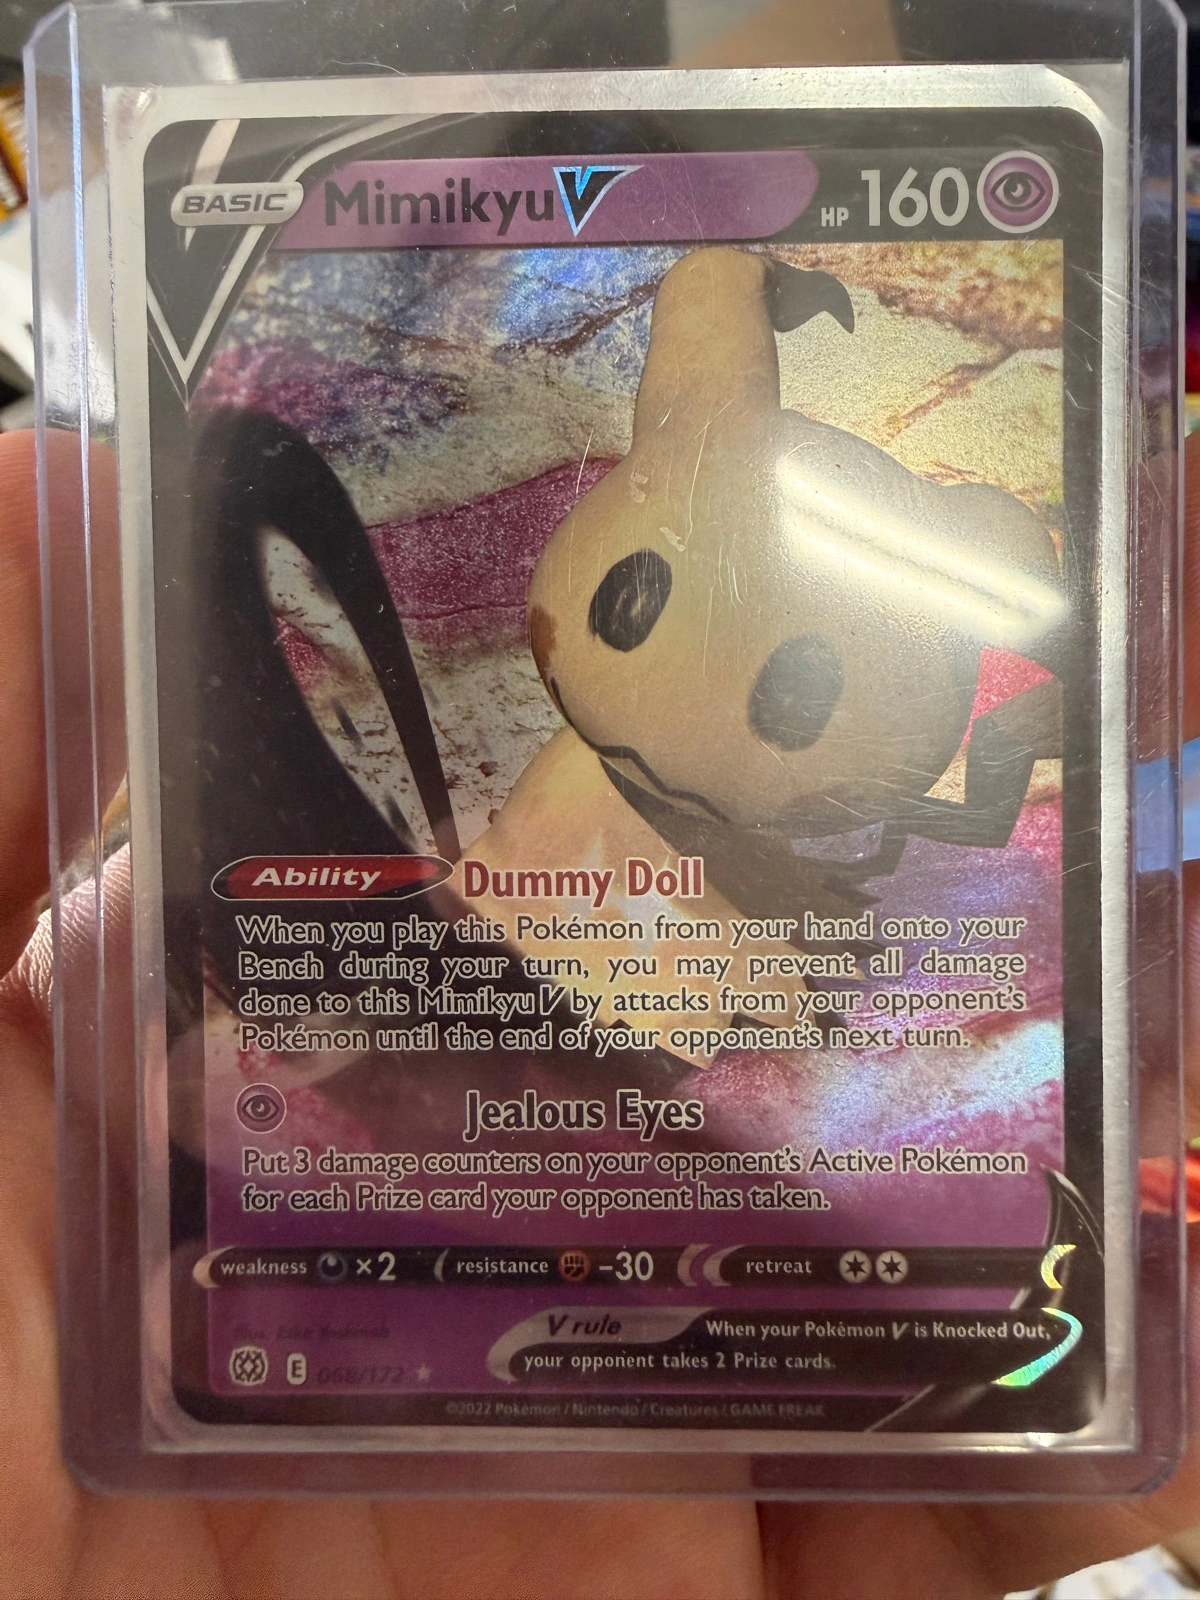 BASIC MimikyuV HP 160
Ability Dummy Doll
When you play this Pokémon from your hand onto your
Bench during your turn, you may prevent all damage
done to this Mimikyu V by attacks from your opponent's
Pokémon until the end of your opponent's next turn.
Jealous Eyes
Put 3 damage counters on your opponent's Active Pokémon
for each Prize card your opponent has taken.
weakness ×2 resistance -30 retreat
V rule When your Pokémon V is Knocked Out,
your opponent takes 2 Prize cards.
Illus.
E 068/172
©2022 Pokémon / Nintendo / Creatures / GAME FREAK